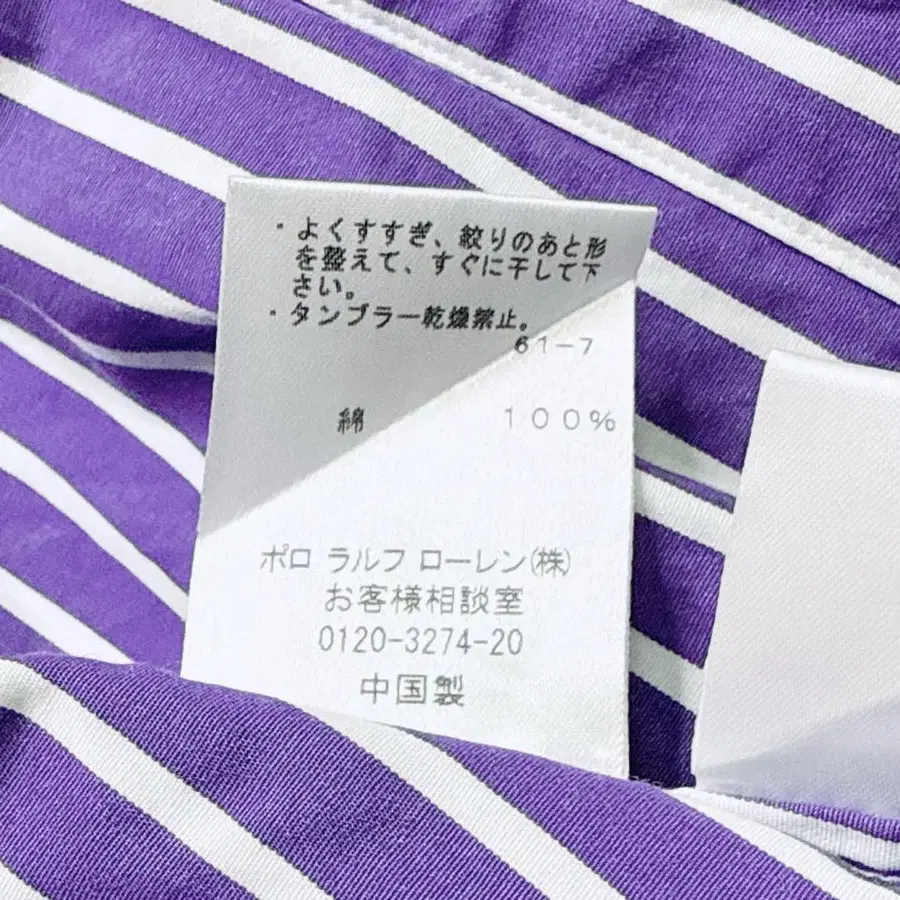 ・よくすすぎ、絞りのあと形
を整えて、すぐに干して下
さい。
・タンブラー乾燥禁止。
61-7
綿 100%
ポロ ラルフ ローレン(株)
お客様相談室
0120-3274-20
中国製